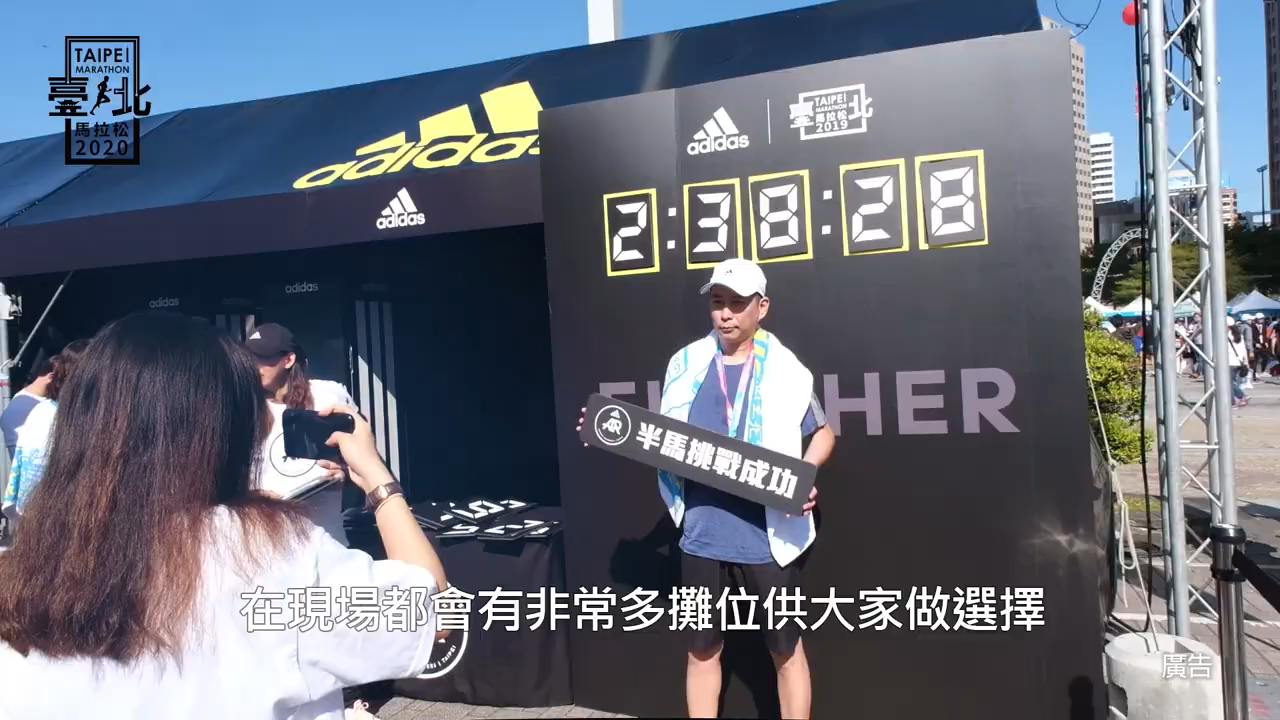 TAIPEI
MARATHON
臺北
馬拉松
2020
adidas
adidas
adidas
adidas
adidas
TAIPEI
MARATHON
臺北
馬拉松
2019
2:38:28
HER
AR
半馬挑戰成功
在現場都會有非常多攤位供大家做選擇
廣告